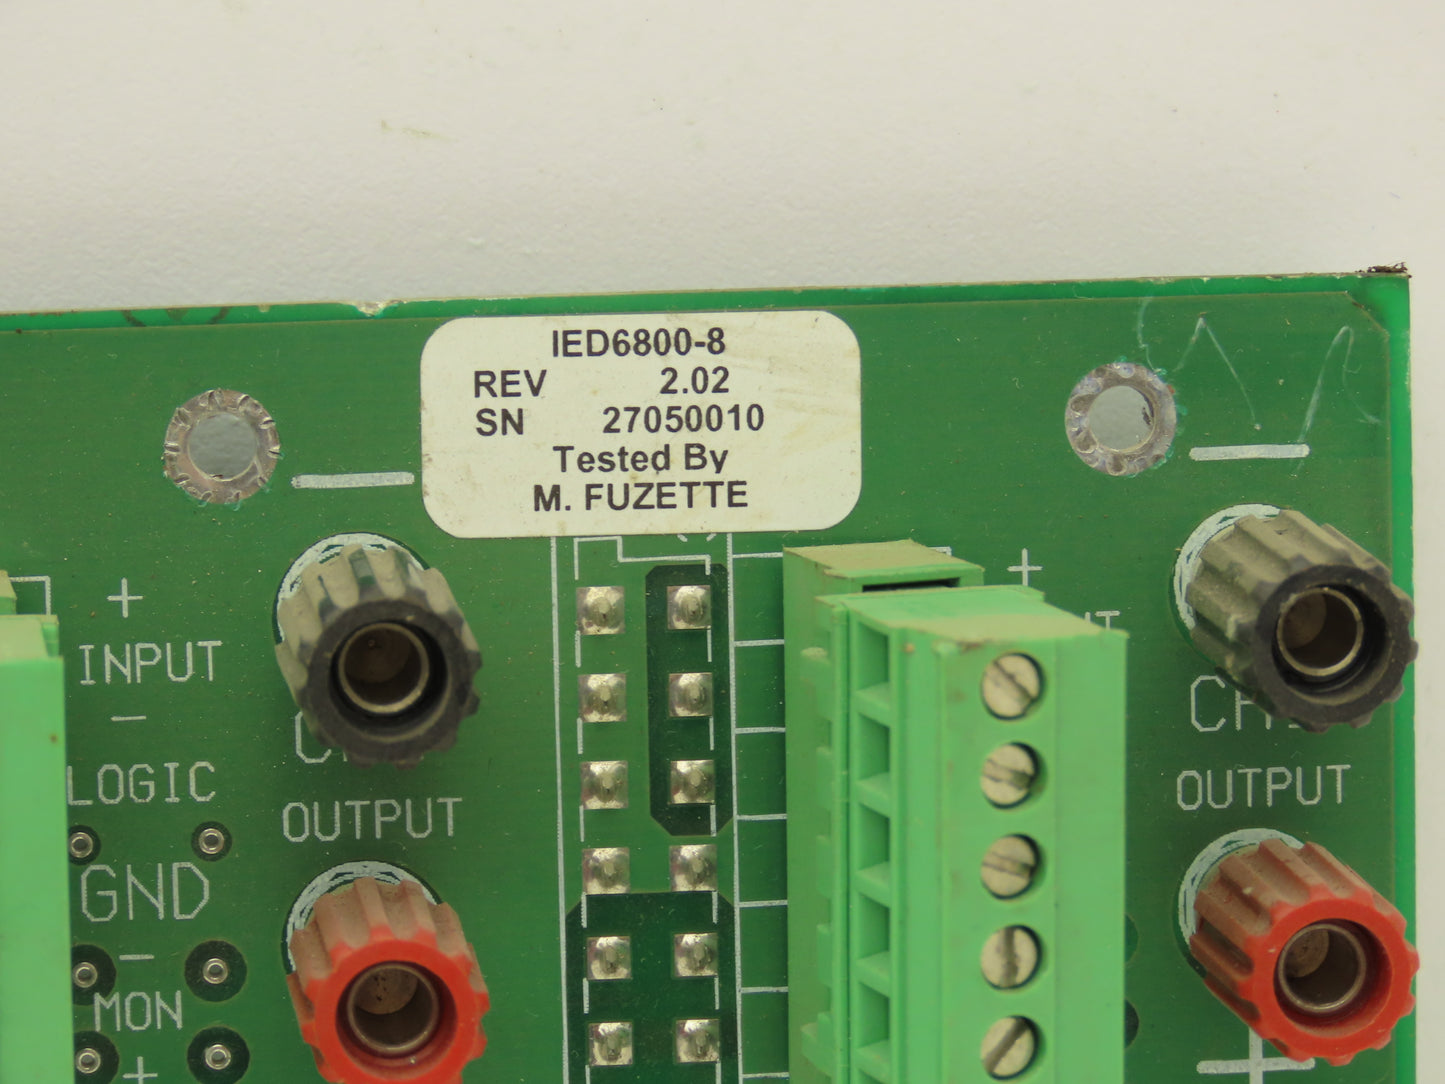 IED6800-8
REV 2.02
SN 27050010
Tested By
M. FUZETTE
+
INPUT
-
LOGIC
GND
-
MON
+
OUTPUT
+
OUTPUT
+